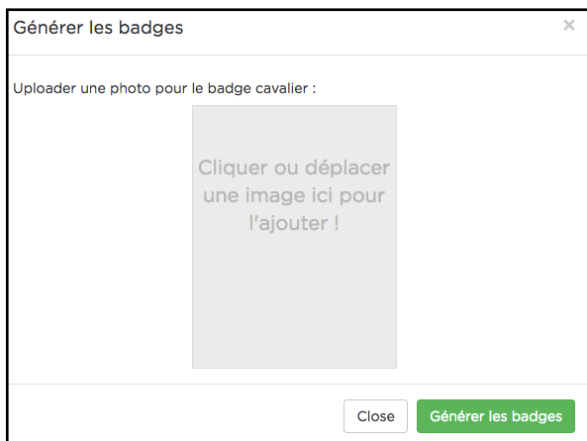 Générer les badges
×
Uploader une photo pour le badge cavalier :
Cliquer ou déplacer
une image ici pour
l'ajouter !
Close
Générer les badges